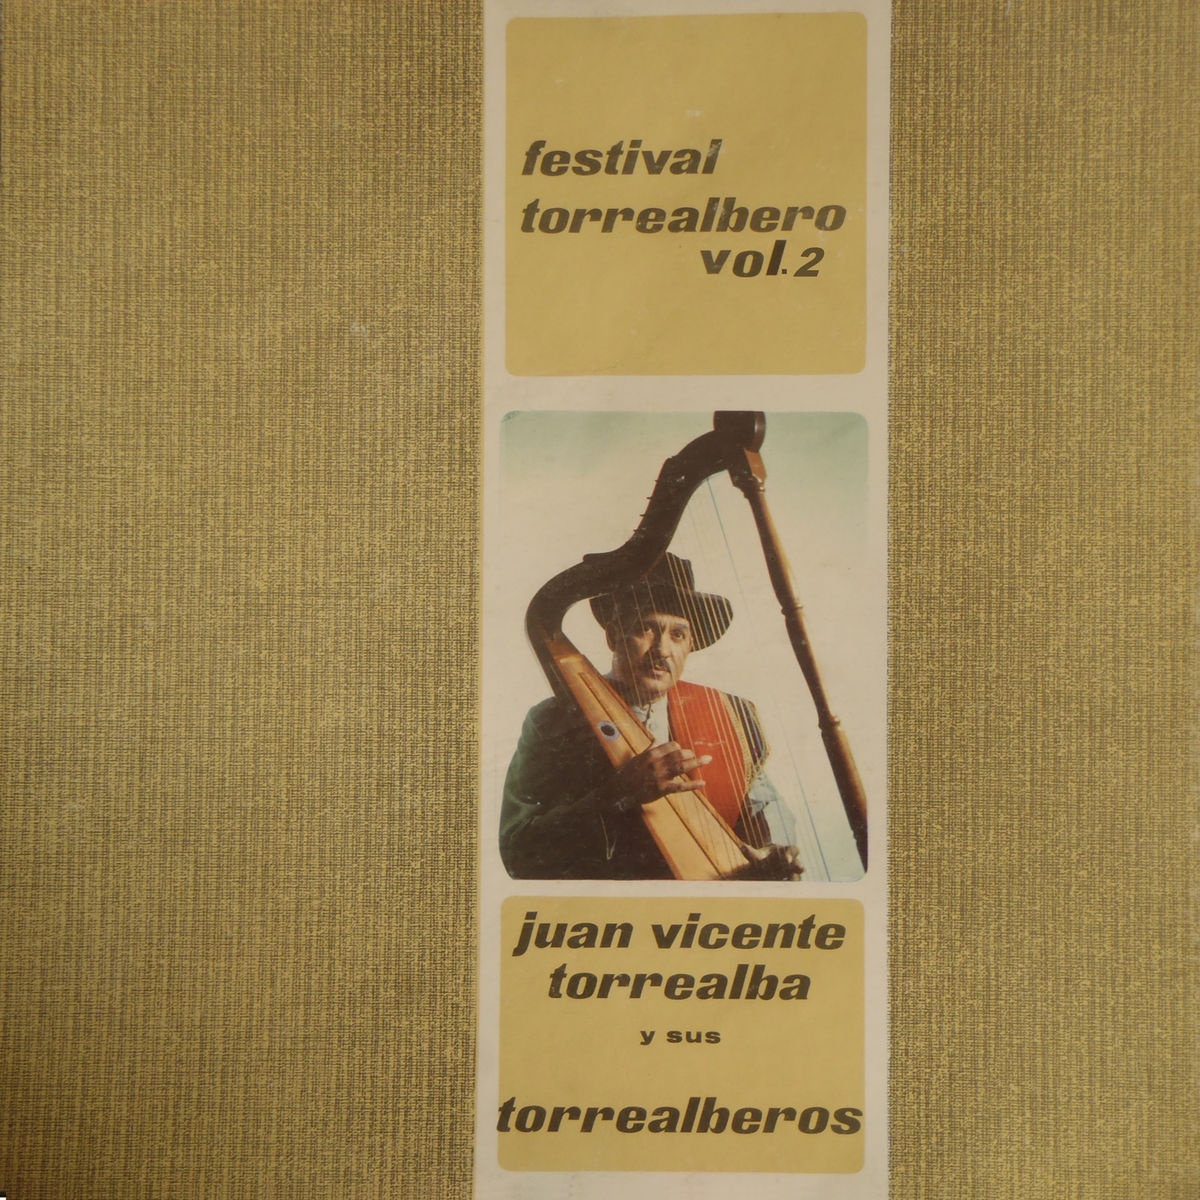 festival
torrealbero
vol. 2
juan vicente
torrealba
y sus
torrealberos